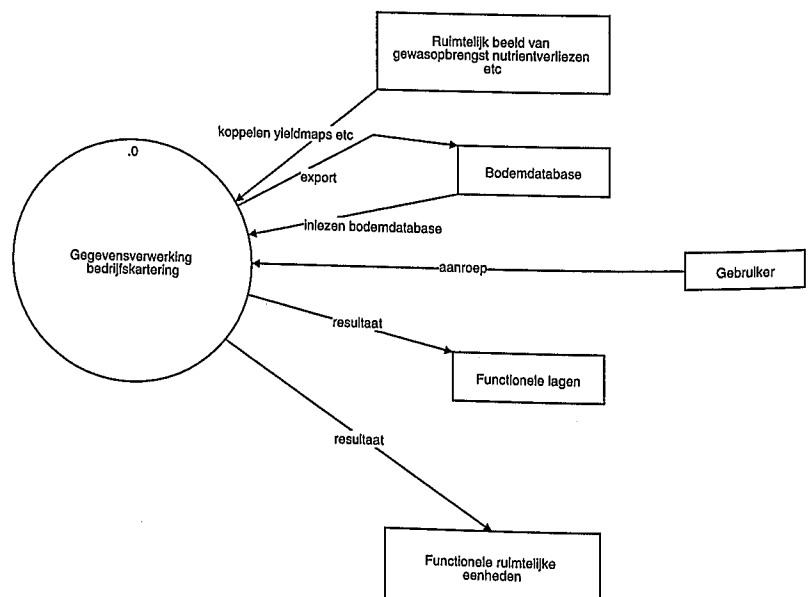 Ruimtelijk beeld van
gewasopbrengst nutrientverliezen
etc
koppelen yieldmaps etc
.0
export
Bodemdatabase
inlezen bodemdatabase
Gegevensverwerking
bedrijfskartering
aanroep
Gebruiker
resultaat
Functionele lagen
resultaat
Functionele ruimtelijke
eenheden